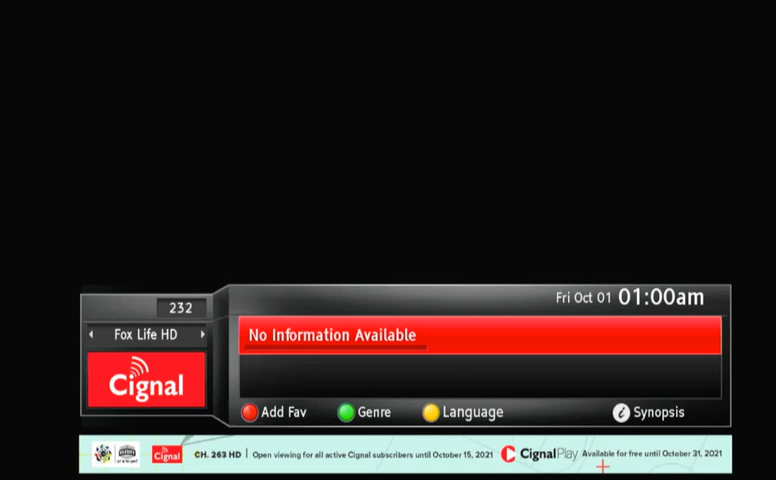 Fri Oct 01 01:00am
232
Fox Life HD
No Information Available
Cignal
Add Fav Genre Language Synopsis
Cignal CH. 263 HD | Open viewing for all active Cignal subscribers until October 15, 2021 CignalPlay Available for free until October 31, 2021